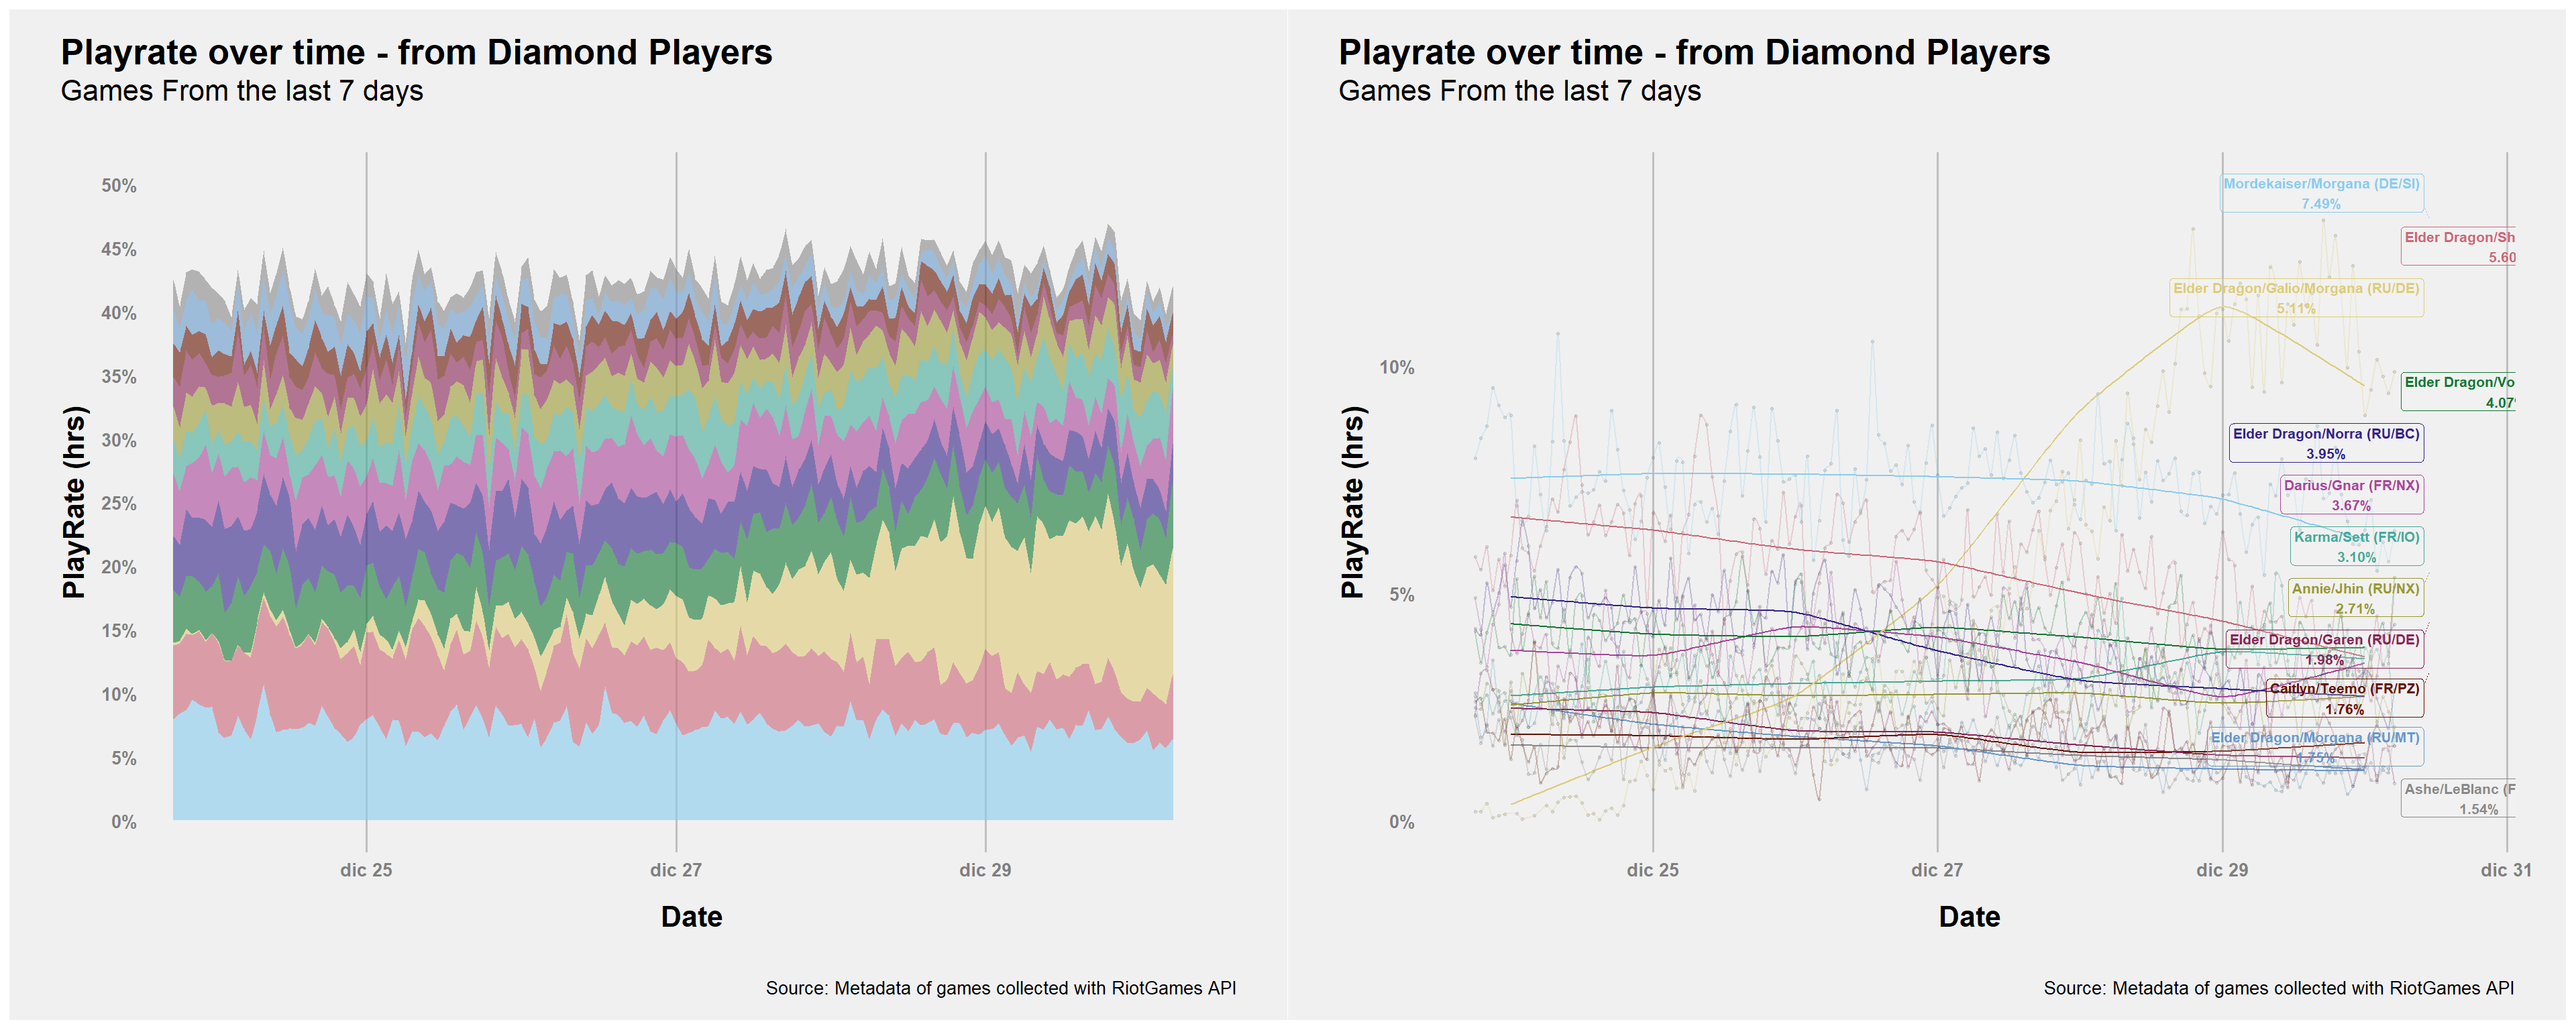 Playrate over time - from Diamond Players
Games From the last 7 days
PlayRate (hrs)
50%
45%
40%
35%
30%
25%
20%
15%
10%
5%
0%
dic 25
dic 27
dic 29
Date
Source: Metadata of games collected with RiotGames API
Playrate over time - from Diamond Players
Games From the last 7 days
PlayRate (hrs)
10%
5%
0%
Mordekaiser/Morgana (DE/SI)
7.49%
Elder Dragon/Sh
5.60
Elder Dragon/Galio/Morgana (RU/DE)
5.11%
Elder Dragon/Vo
4.07
Elder Dragon/Norra (RU/BC)
3.95%
Darius/Gnar (FR/NX)
3.67%
Karma/Sett (FR/IO)
3.10%
Annie/Jhin (RU/NX)
2.71%
Elder Dragon/Garen (RU/DE)
1.98%
Caitlyn/Teemo (FR/PZ)
1.76%
Elder Dragon/Morgana (RU/MT)
1.75%
Ashe/LeBlanc (F
1.54%
dic 25
dic 27
dic 29
dic 31
Date
Source: Metadata of games collected with RiotGames API